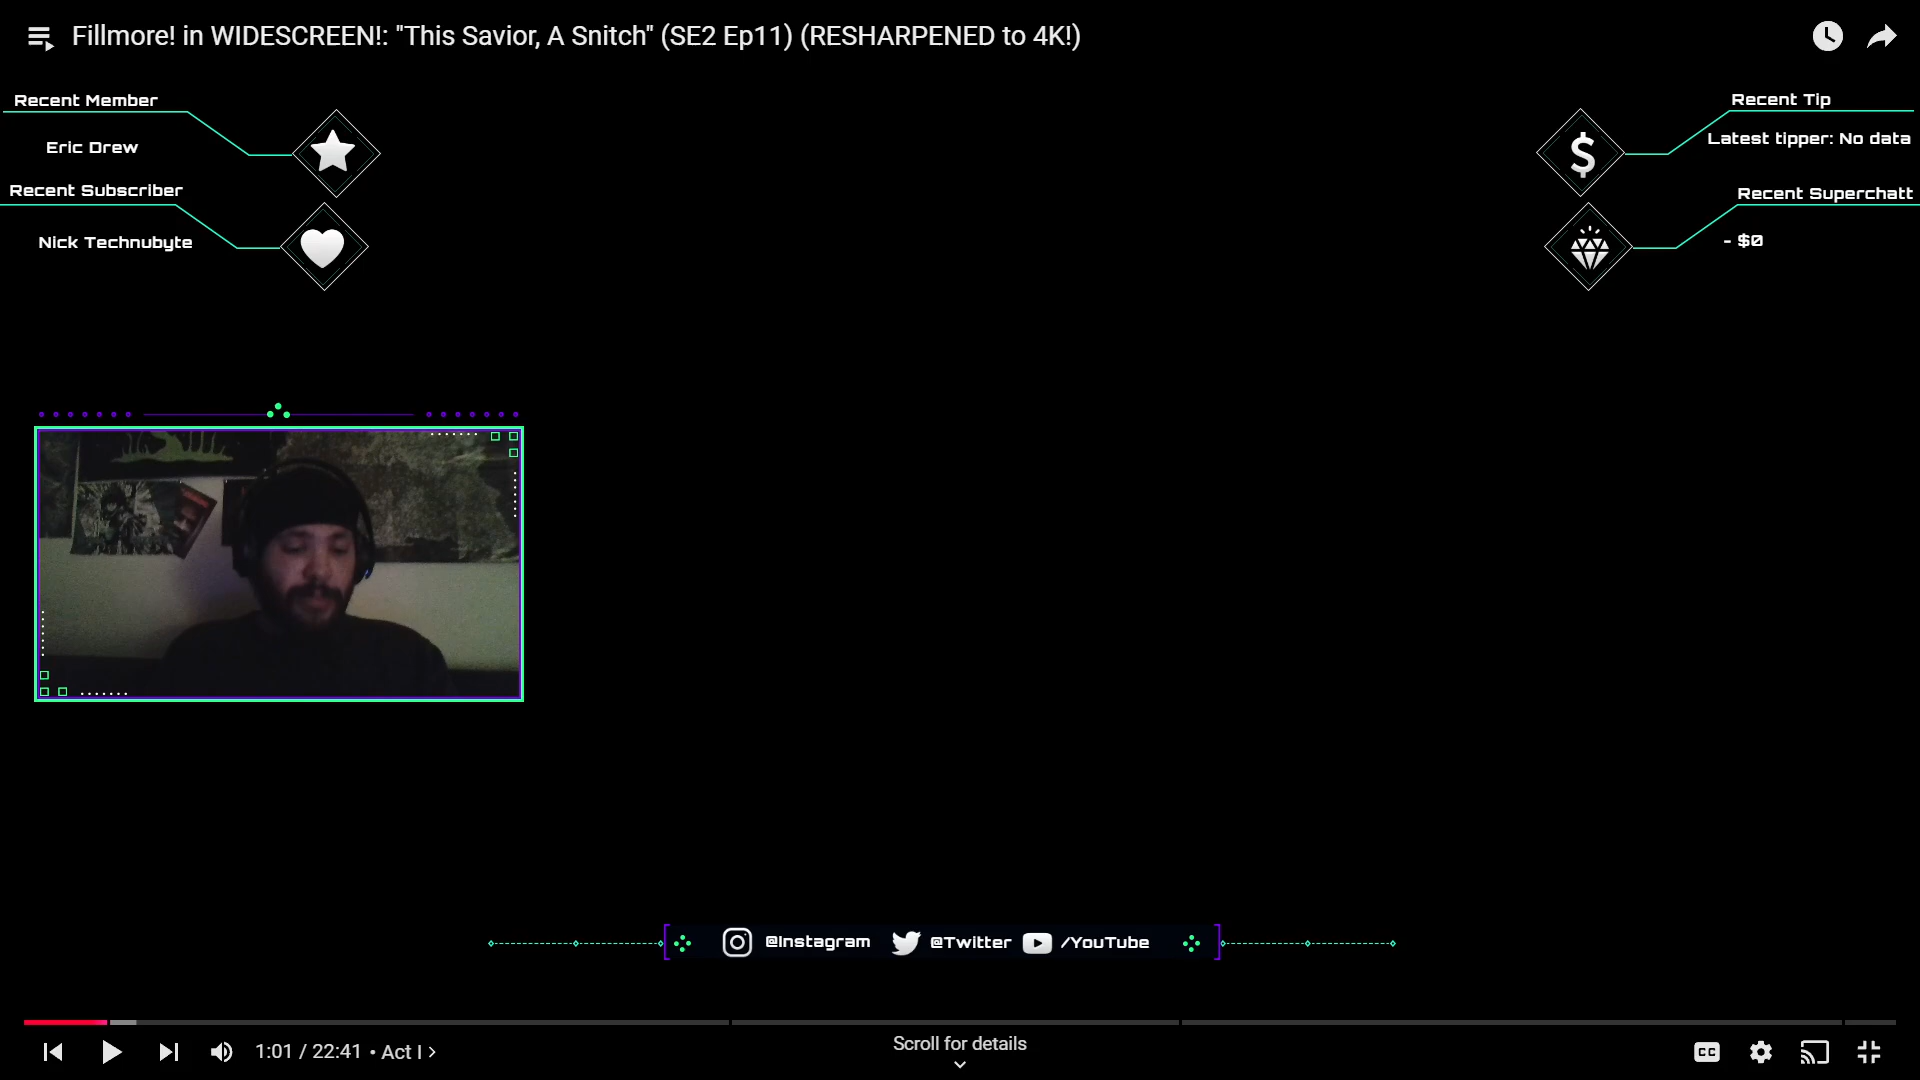 Fillmore! in WIDESCREEN!: "This Savior, A Snitch" (SE2 Ep11) (RESHARPENED to 4K!)
Recent Member
Eric Drew
Recent Subscriber
Nick Technubyte
Recent Tip
Latest tipper: No data
Recent Superchatt
- $0
@Instagram @Twitter /YouTube
1:01 / 22:41 • Act I
Scroll for details
CC